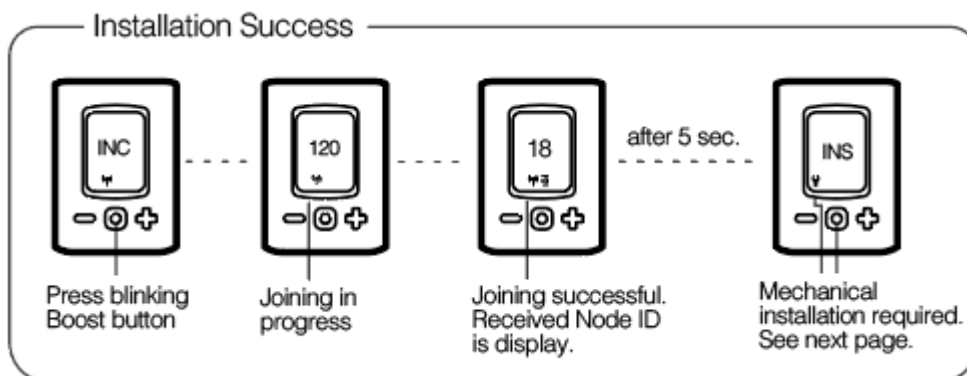 Installation Success
INC
120
18
after 5 sec.
INS
Press blinking
Boost button
Joining in
progress
Joining successful.
Received Node ID
is display.
Mechanical
installation required.
See next page.